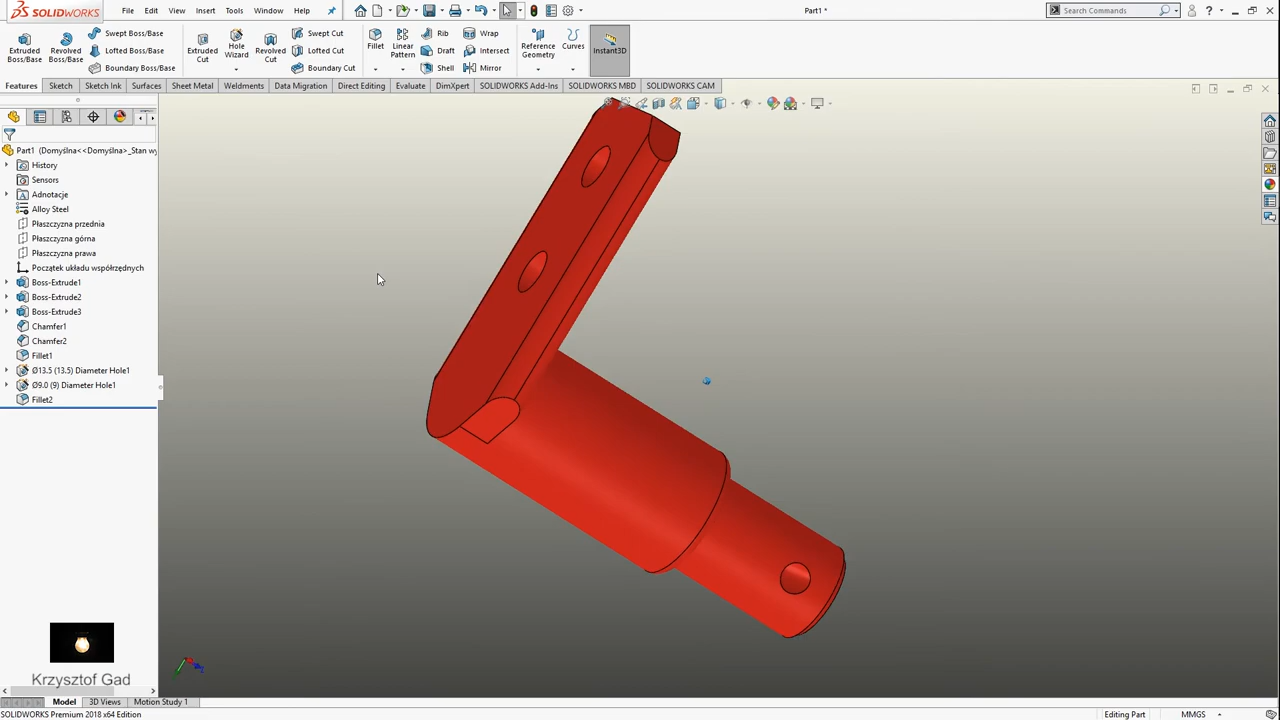 SOLIDWORKS File Edit View Insert Tools Window Help Part1 * Search Commands
Extruded Boss/Base Revolved Boss/Base Swept Boss/Base Lofted Boss/Base Boundary Boss/Base Extruded Cut Hole Wizard Revolved Cut Swept Cut Lofted Cut Boundary Cut Fillet Linear Pattern Rib Draft Shell Wrap Intersect Mirror Reference Geometry Curves Instant3D
Features Sketch Sketch Ink Surfaces Sheet Metal Weldments Data Migration Direct Editing Evaluate DimXpert SOLIDWORKS Add-Ins SOLIDWORKS MBD SOLIDWORKS CAM
Part1 (Domyślna<<Domyślna>_Stan wy
History
Sensors
Adnotacje
Alloy Steel
Płaszczyzna przednia
Płaszczyzna górna
Płaszczyzna prawa
Początek układu współrzędnych
Boss-Extrude1
Boss-Extrude2
Boss-Extrude3
Chamfer1
Chamfer2
Fillet1
Ø13.5 (13.5) Diameter Hole1
Ø9.0 (9) Diameter Hole1
Fillet2
Krzysztof Gad
Model 3D Views Motion Study 1
SOLIDWORKS Premium 2018 x64 Edition Editing Part MMGS